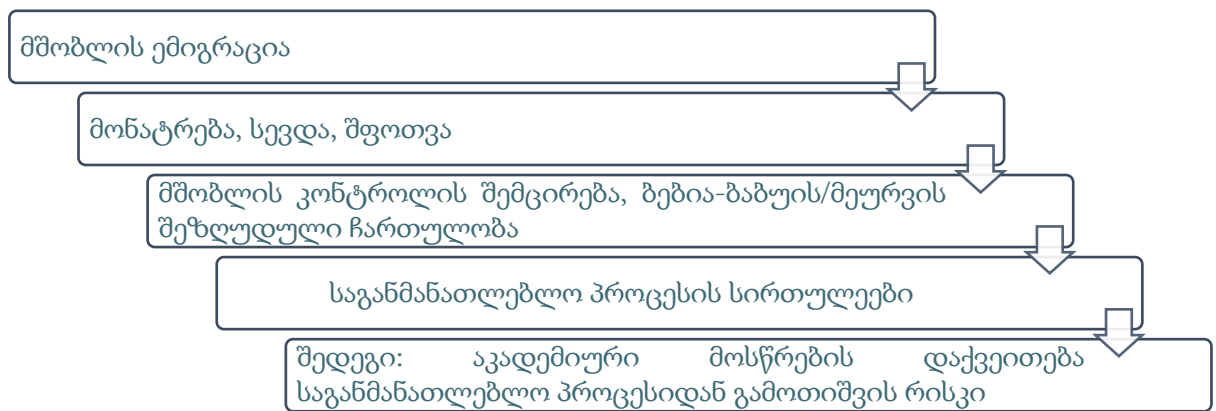 მშობლის ემიგრაცია
მონატრება, სევდა, შფოთვა
მშობლის კონტროლის შემცირება, ბებია-ბაბუის/მეურვის
შეზღუდული ჩართულობა
საგანმანათლებლო პროცესის სირთულეები
შედეგი: აკადემიური მოსწრების დაქვეითება
საგანმანათლებლო პროცესიდან გამოთიშვის რისკი